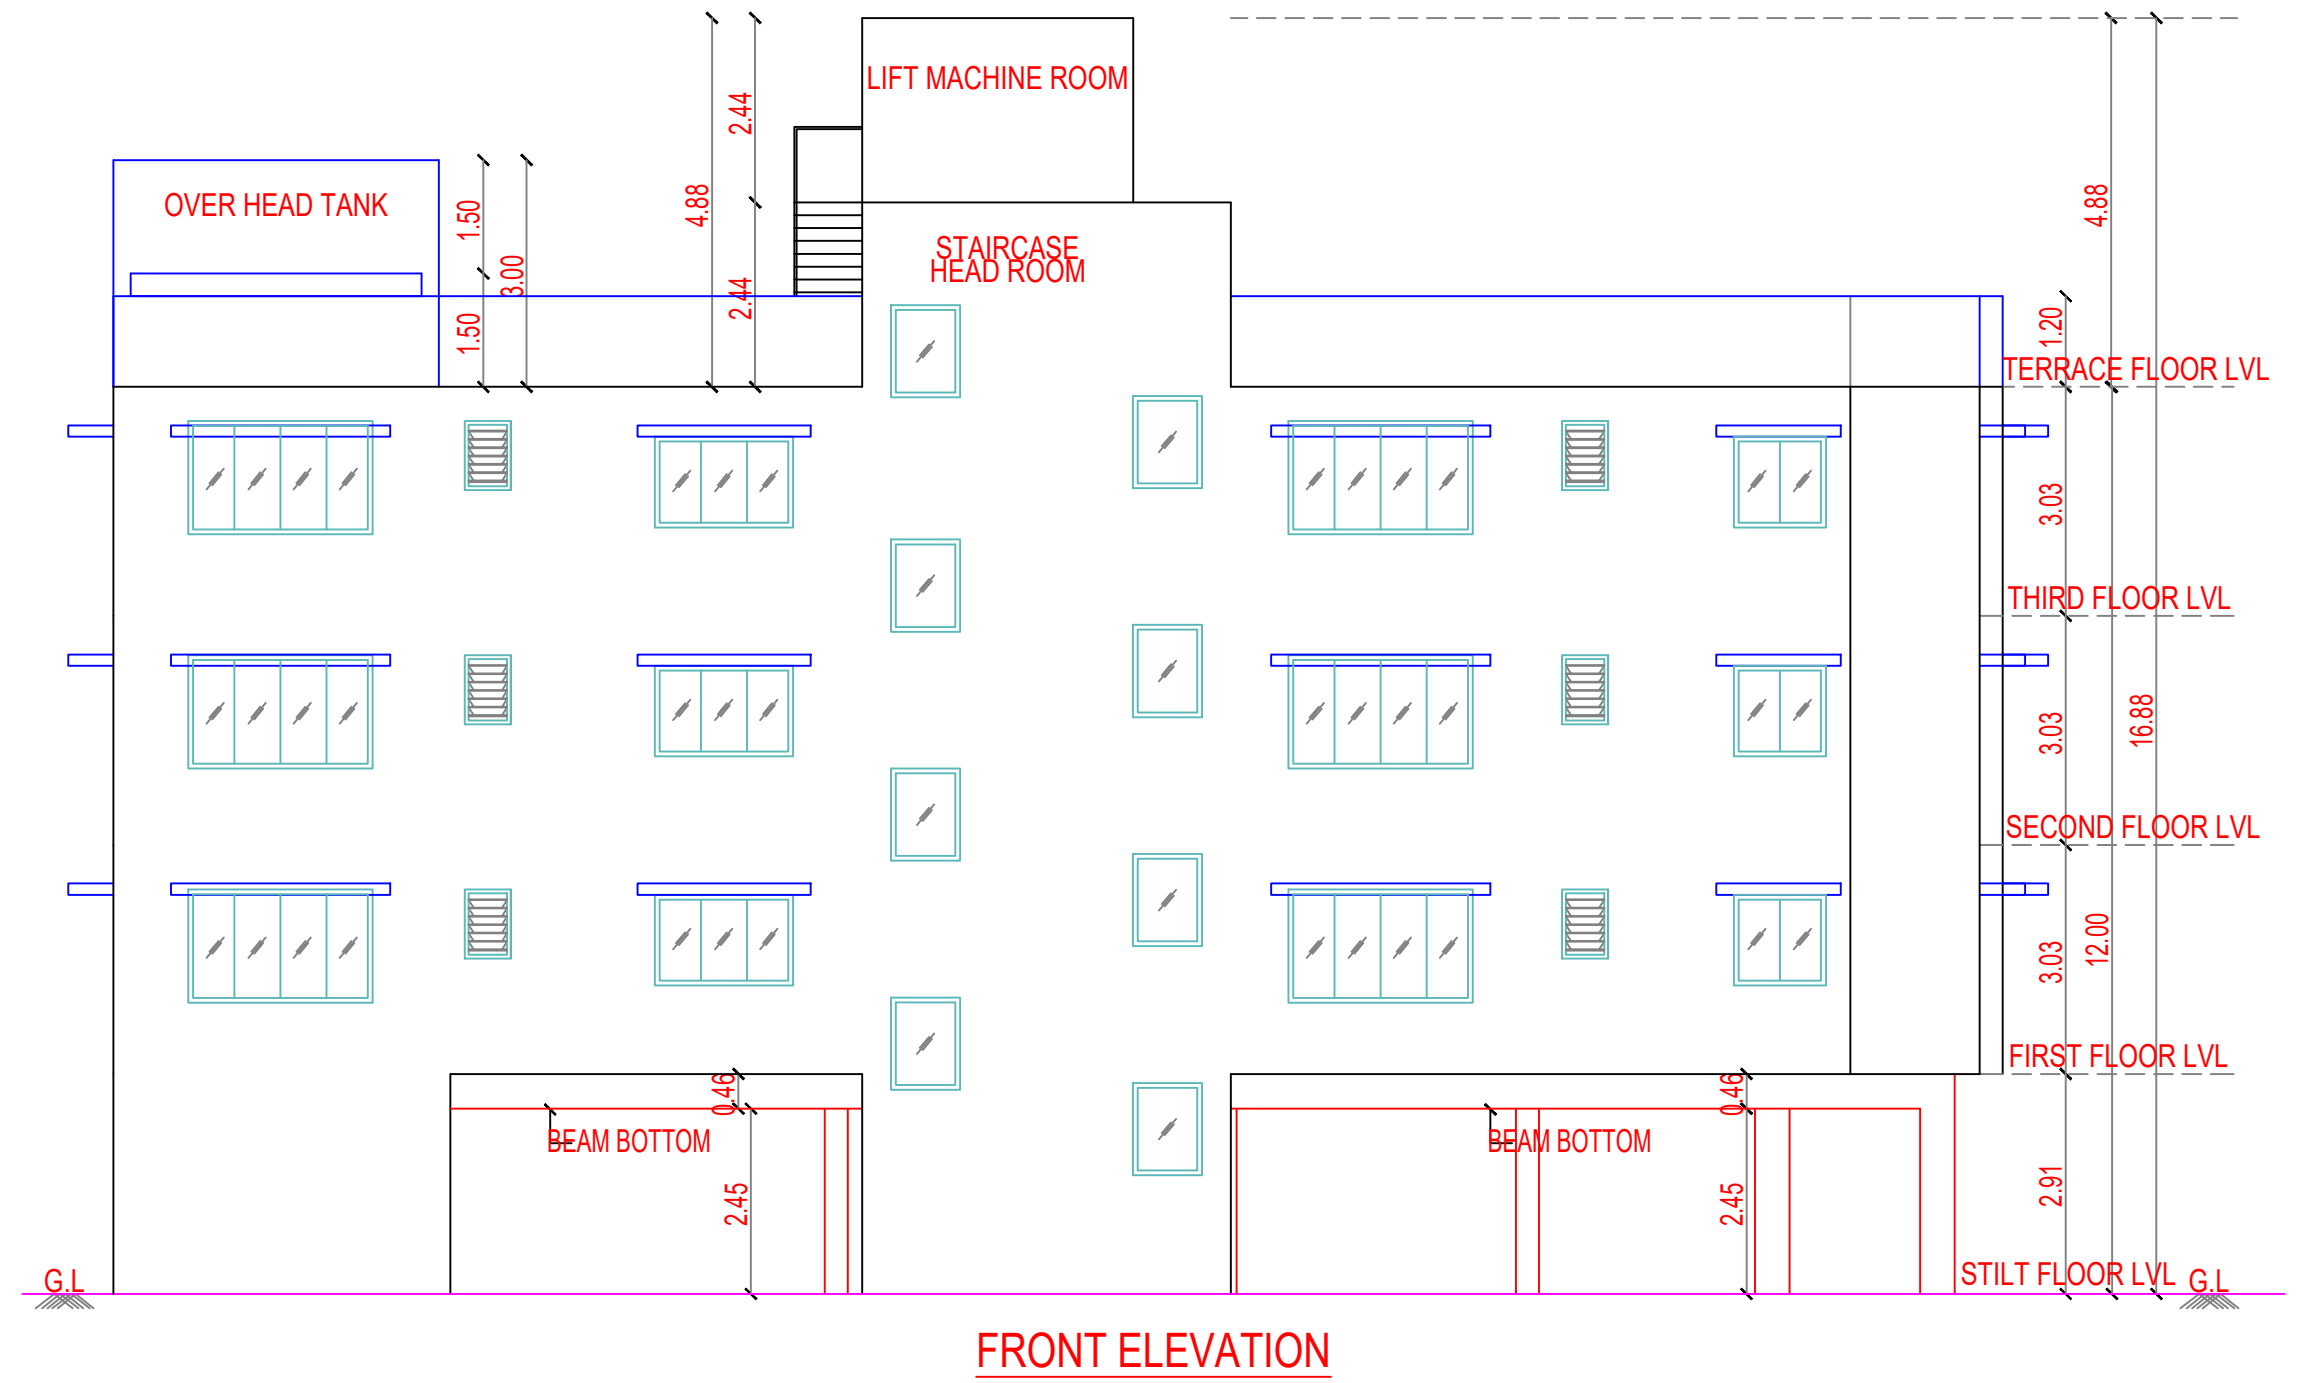 LIFT MACHINE ROOM
2.44
4.88
4.88
OVER HEAD TANK
1.50
3.00
STAIRCASE
HEAD ROOM
2.44
1.50
1.20
TERRACE FLOOR LVL
3.03
THIRD FLOOR LVL
3.03
16.88
SECOND FLOOR LVL
12.00
3.03
FIRST FLOOR LVL
0.46
0.46
BEAM BOTTOM
BEAM BOTTOM
2.45
2.45
2.91
G.L
STILT FLOOR LVL
G.L
FRONT ELEVATION